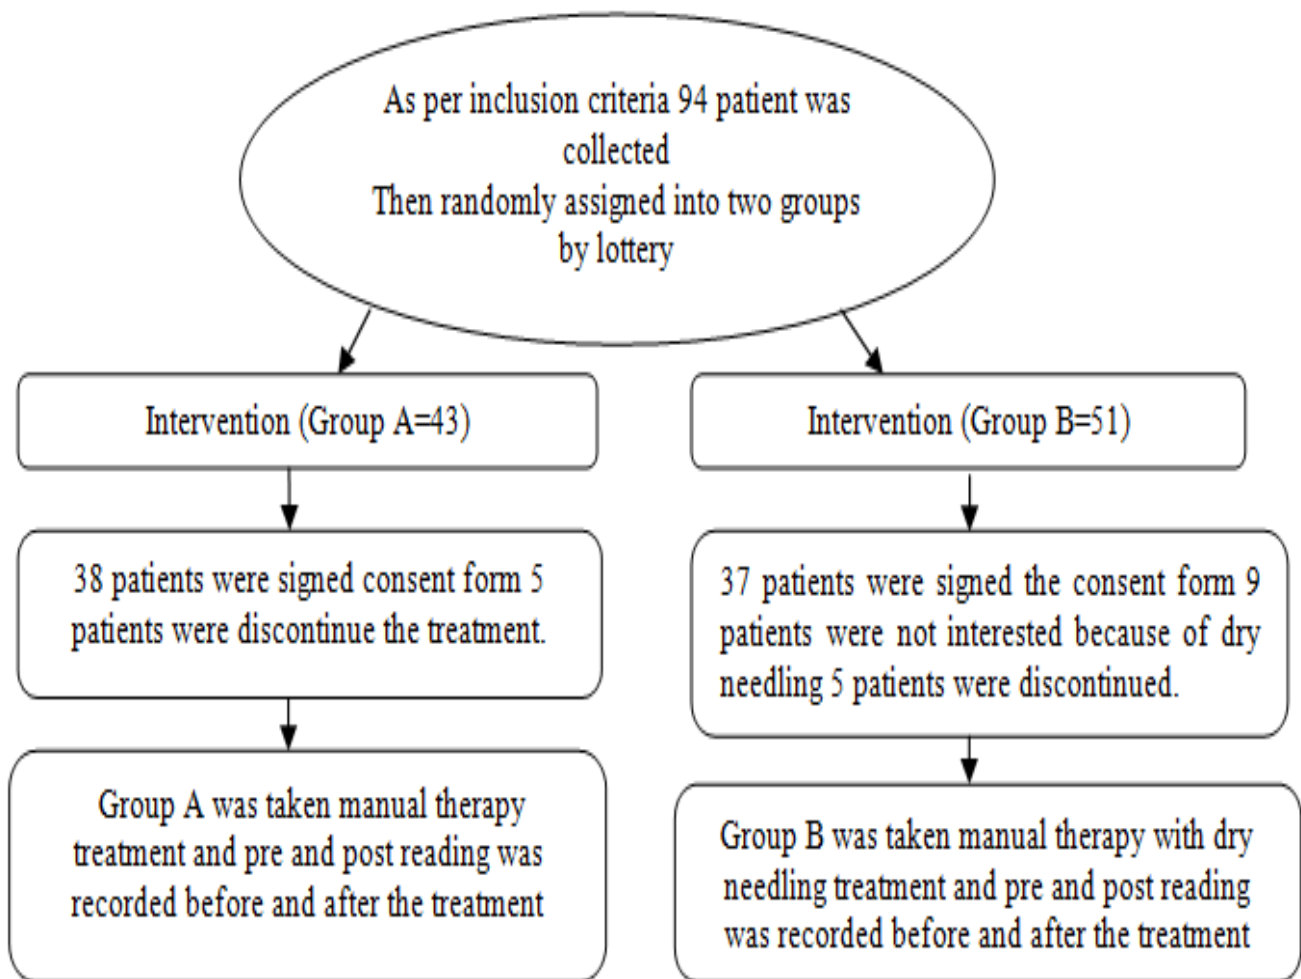 As per inclusion criteria 94 patient was
collected
Then randomly assigned into two groups
by lottery
Intervention (Group A=43)
Intervention (Group B=51)
38 patients were signed consent form 5
patients were discontinue the treatment.
37 patients were signed the consent form 9
patients were not interested because of dry
needling 5 patients were discontinued.
Group A was taken manual therapy
treatment and pre and post reading was
recorded before and after the treatment
Group B was taken manual therapy with dry
needling treatment and pre and post reading
was recorded before and after the treatment